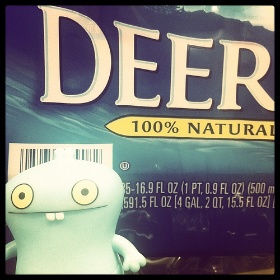 DEER
100% NATURAL
35-16.9 FL OZ (1 PT, 0.9 FL OZ) (500 m
591.5 FL OZ [4 GAL, 2 QT, 15.5 FL OZ]